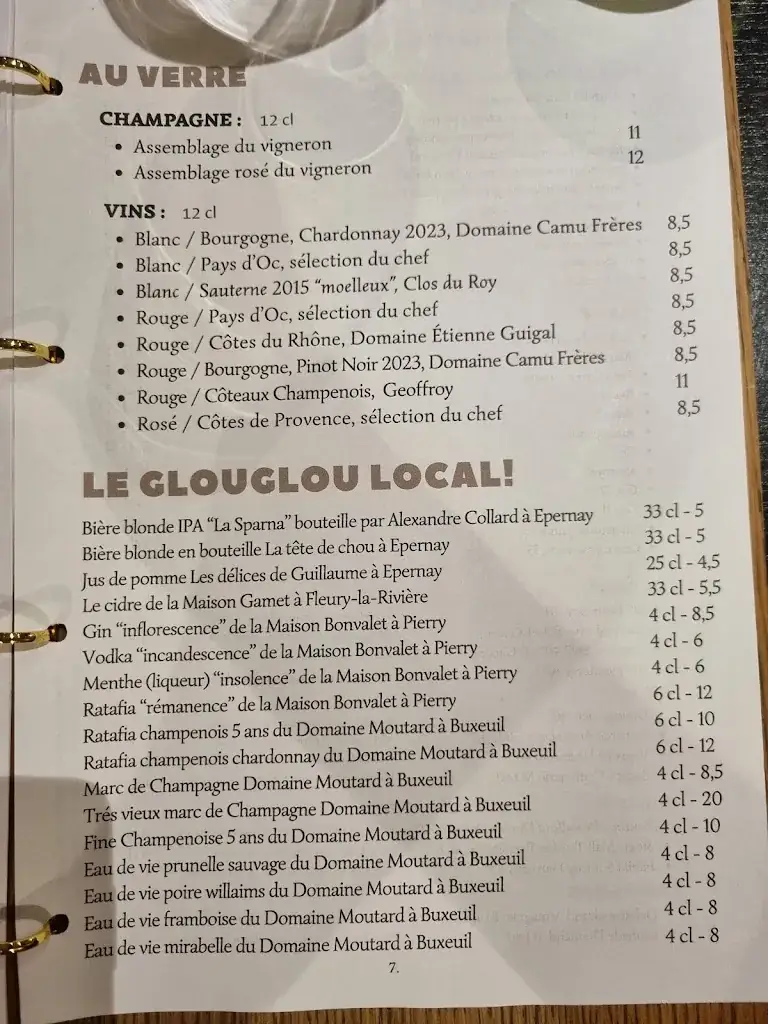 AU VERRE
CHAMPAGNE : 12 cl
• Assemblage du vigneron 11
• Assemblage rosé du vigneron 12
VINS : 12 cl
• Blanc / Bourgogne, Chardonnay 2023, Domaine Camu Frères 8,5
• Blanc / Pays d'Oc, sélection du chef 8,5
• Blanc / Sauterne 2015 "moelleux", Clos du Roy 8,5
• Rouge / Pays d'Oc, sélection du chef 8,5
• Rouge / Côtes du Rhône, Domaine Étienne Guigal 8,5
• Rouge / Bourgogne, Pinot Noir 2023, Domaine Camu Frères 8,5
• Rouge / Côteaux Champenois, Geoffroy 11
• Rosé / Côtes de Provence, sélection du chef 8,5
LE GLOUGLOU LOCAL!
Bière blonde IPA "La Sparna" bouteille par Alexandre Collard à Epernay 33 cl - 5
Bière blonde en bouteille La tête de chou à Epernay 33 cl - 5
Jus de pomme Les délices de Guillaume à Epernay 25 cl - 4,5
Le cidre de la Maison Gamet à Fleury-la-Rivière 33 cl - 5,5
Gin "inflorescence" de la Maison Bonvalet à Pierry 4 cl - 8,5
Vodka "incandescence" de la Maison Bonvalet à Pierry 4 cl - 6
Menthe (liqueur) "insolence" de la Maison Bonvalet à Pierry 4 cl - 6
Ratafia "rémanence" de la Maison Bonvalet à Pierry 6 cl - 12
Ratafia champenois 5 ans du Domaine Moutard à Buxeuil 6 cl - 10
Ratafia champenois chardonnay du Domaine Moutard à Buxeuil 6 cl - 12
Marc de Champagne Domaine Moutard à Buxeuil 4 cl - 8,5
Trés vieux marc de Champagne Domaine Moutard à Buxeuil 4 cl - 20
Fine Champenoise 5 ans du Domaine Moutard à Buxeuil 4 cl - 10
Eau de vie prunelle sauvage du Domaine Moutard à Buxeuil 4 cl - 8
Eau de vie poire willaims du Domaine Moutard à Buxeuil 4 cl - 8
Eau de vie framboise du Domaine Moutard à Buxeuil 4 cl - 8
Eau de vie mirabelle du Domaine Moutard à Buxeuil 4 cl - 8
7.